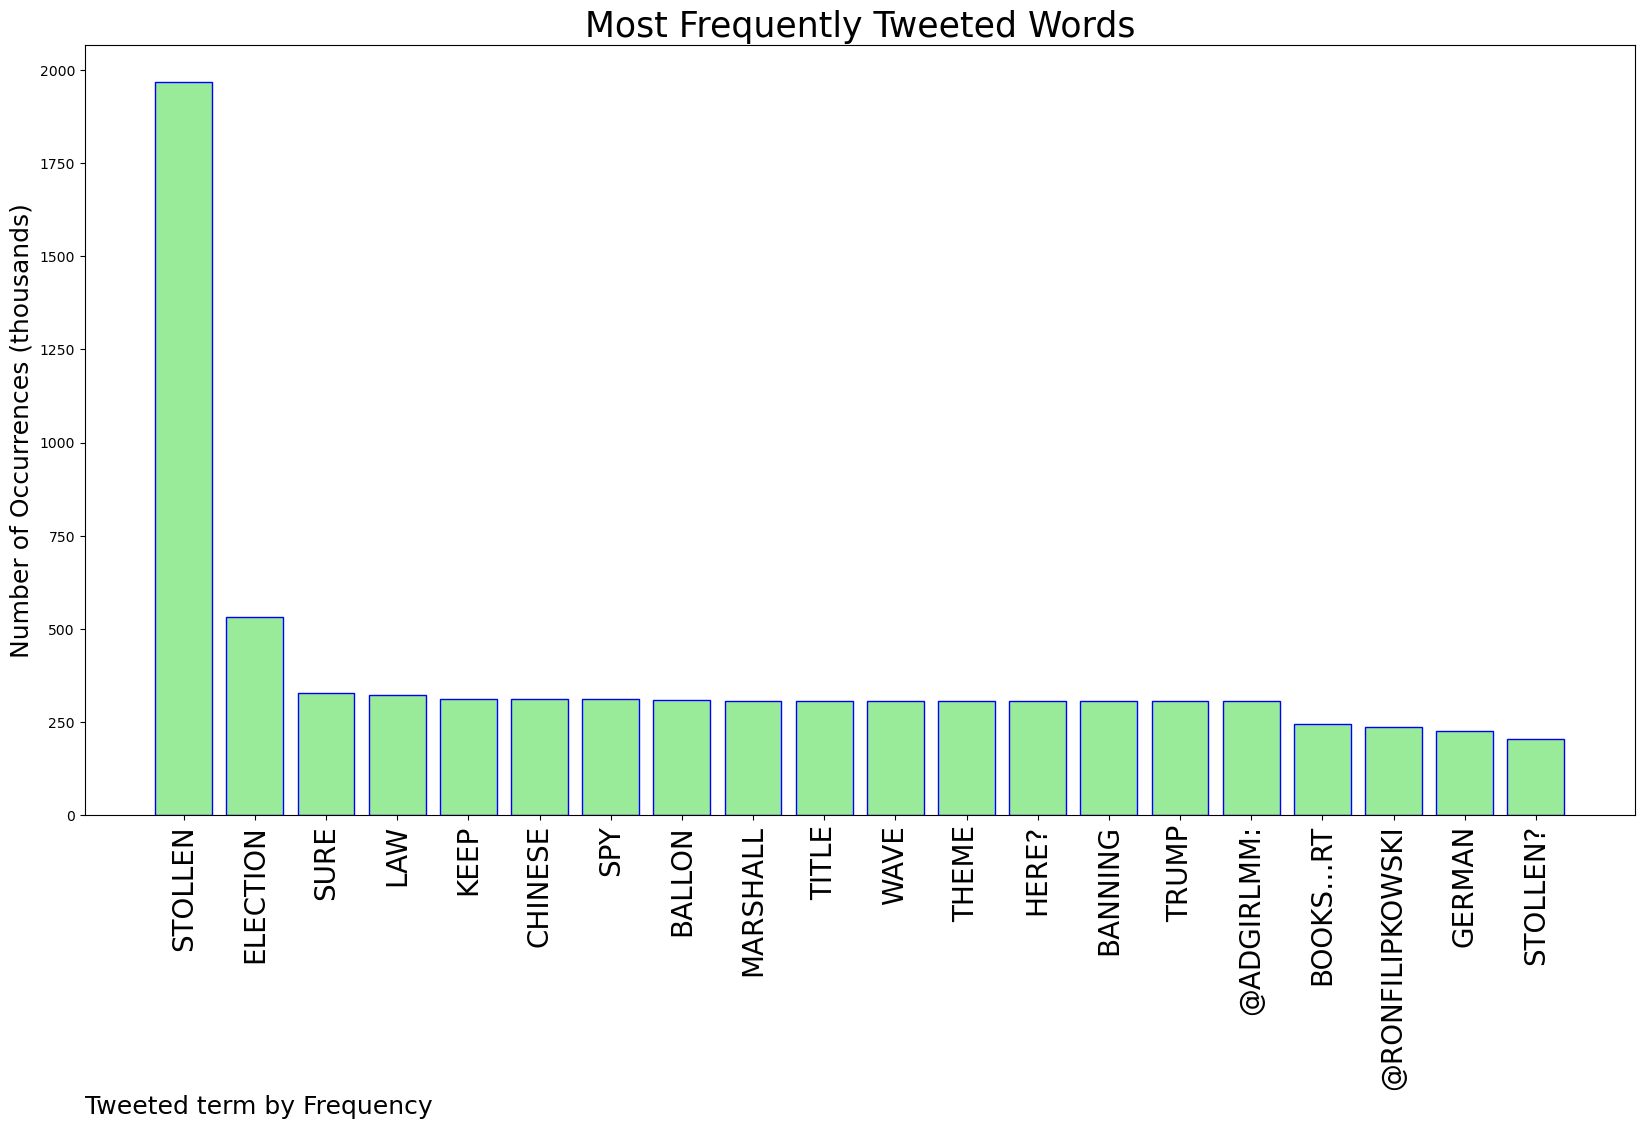 Most Frequently Tweeted Words
Number of Occurrences (thousands)
2000
1750
1500
1250
1000
750
500
250
0
STOLLEN
ELECTION
SURE
LAW
KEEP
CHINESE
SPY
BALLON
MARSHALL
TITLE
WAVE
THEME
HERE?
BANNING
TRUMP
@ADGIRLMM:
BOOKS...RT
@RONFILIPKOWSKI
GERMAN
STOLLEN?
Tweeted term by Frequency